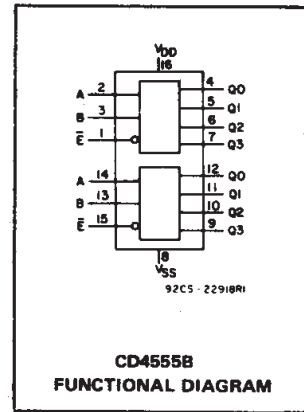 VDD
16
A 2 4 Q0
B 3 5 Q1
E̅ 1 6 Q2
7 Q3
A 14 12 Q0
B 13 11 Q1
E̅ 15 10 Q2
9 Q3
8
VSS
92CS-22918R1
CD4555B
FUNCTIONAL DIAGRAM